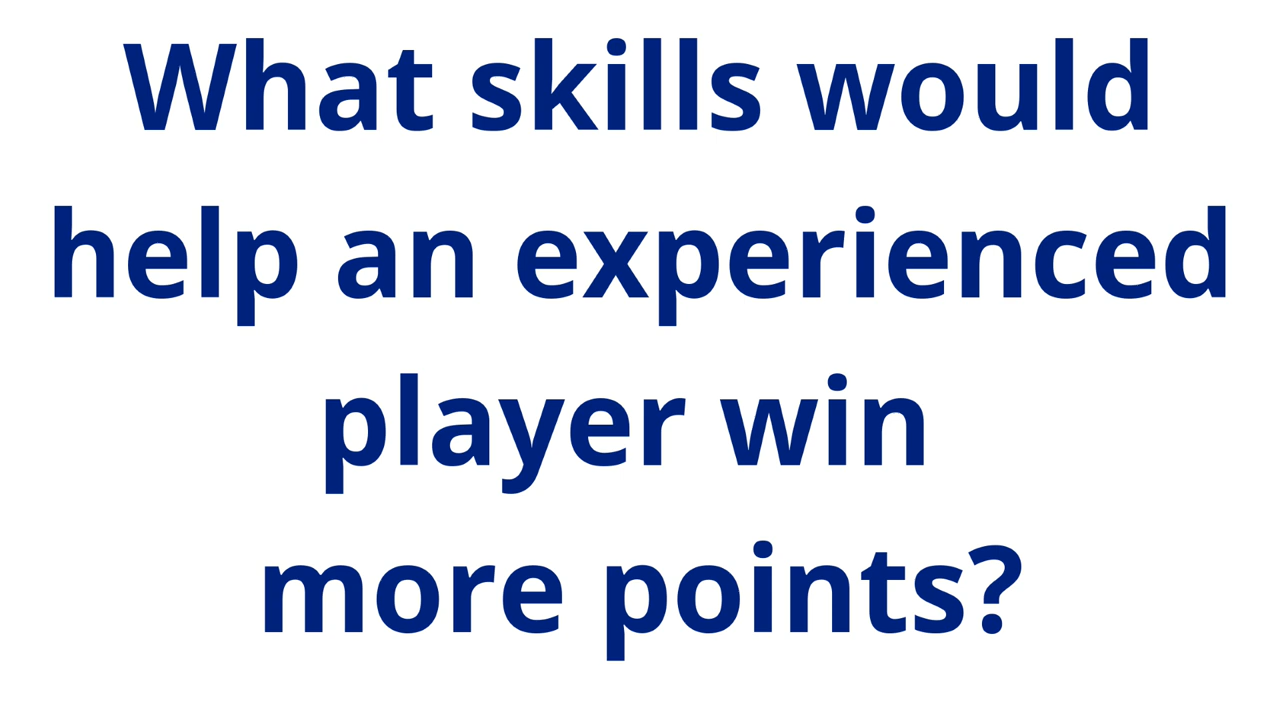 What skills would
help an experienced
player win
more points?